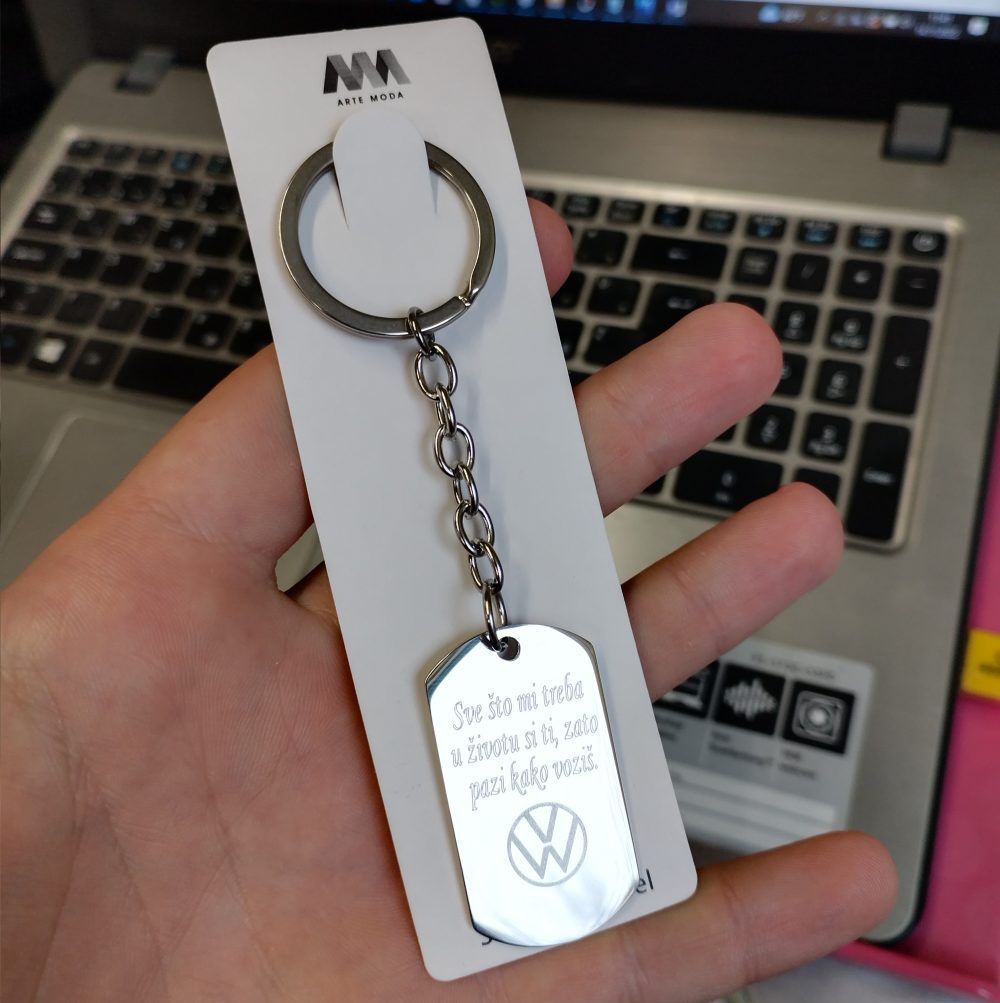 ARTE MODA
Sve što mi treba
u životu si ti, zato
pazi kako voziš.